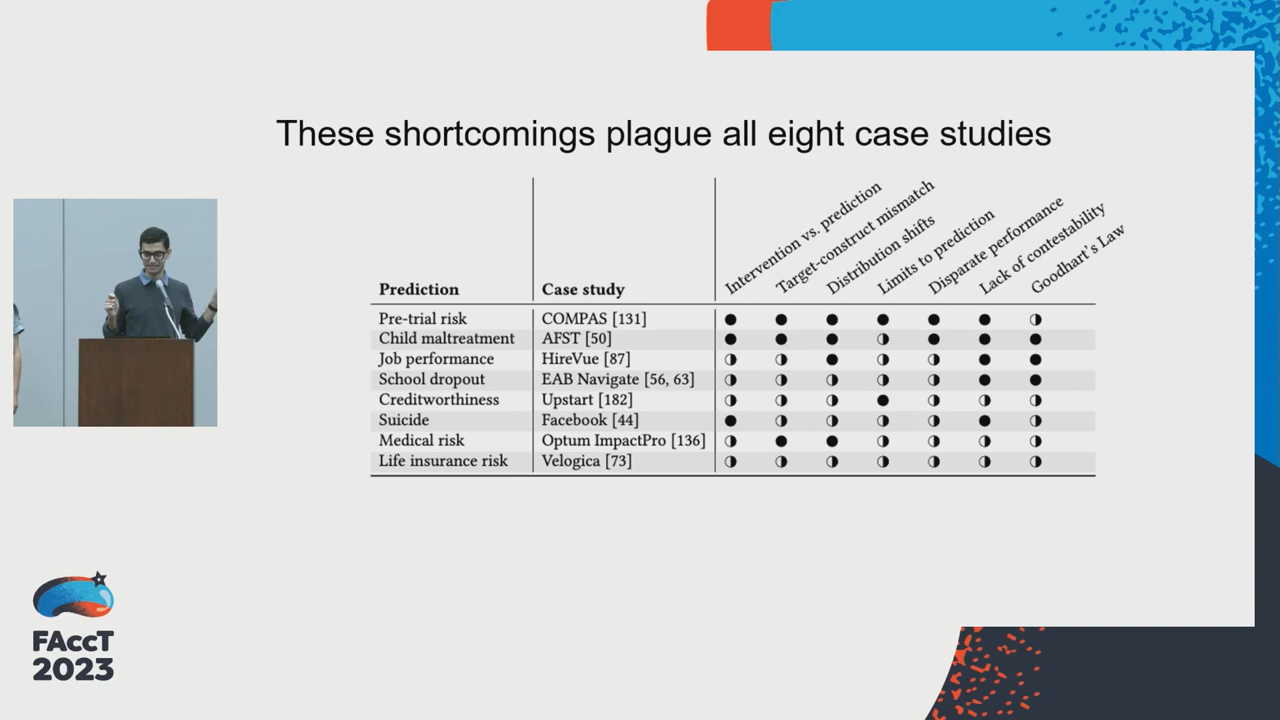 These shortcomings plague all eight case studies
Prediction Case study Intervention vs. prediction Target-construct mismatch Distribution shifts Limits to prediction Disparate performance Lack of contestability Goodhart's Law
Pre-trial risk COMPAS [131] ● ● ● ● ● ● ◑
Child maltreatment AFST [50] ● ● ● ◑ ● ● ●
Job performance HireVue [87] ◑ ◑ ● ◑ ◑ ● ●
School dropout EAB Navigate [56, 63] ◑ ◑ ◑ ◑ ◑ ● ●
Creditworthiness Upstart [182] ◑ ◑ ◑ ● ◑ ◑ ◑
Suicide Facebook [44] ● ◑ ◑ ◑ ◑ ● ◑
Medical risk Optum ImpactPro [136] ◑ ● ● ◑ ◑ ◑ ◑
Life insurance risk Velogica [73] ◑ ◑ ◑ ◑ ◑ ◑ ◑
FAccT
2023